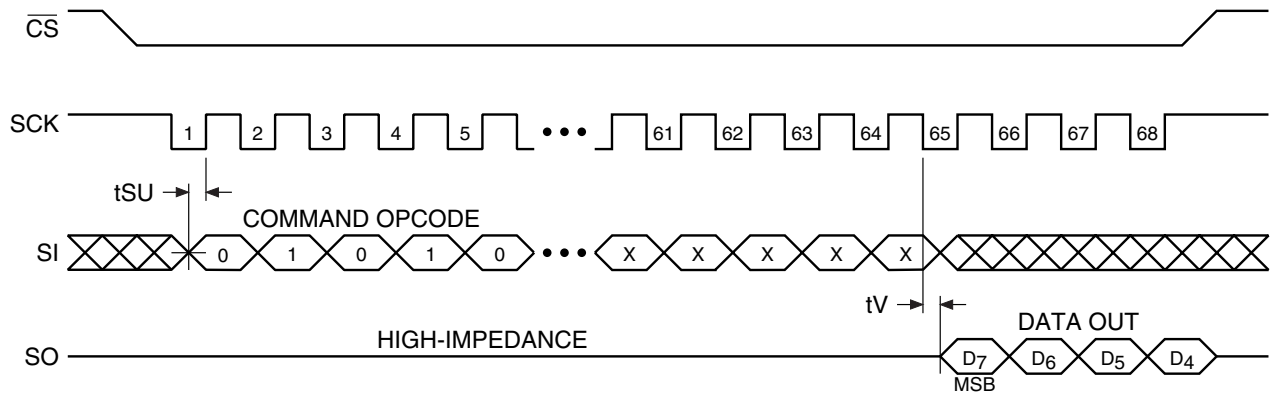 CS
SCK 1 2 3 4 5 ••• 61 62 63 64 65 66 67 68
tSU
COMMAND OPCODE
SI 0 1 0 1 0 ••• X X X X X
tV
HIGH-IMPEDANCE
DATA OUT
SO D7 D6 D5 D4
MSB